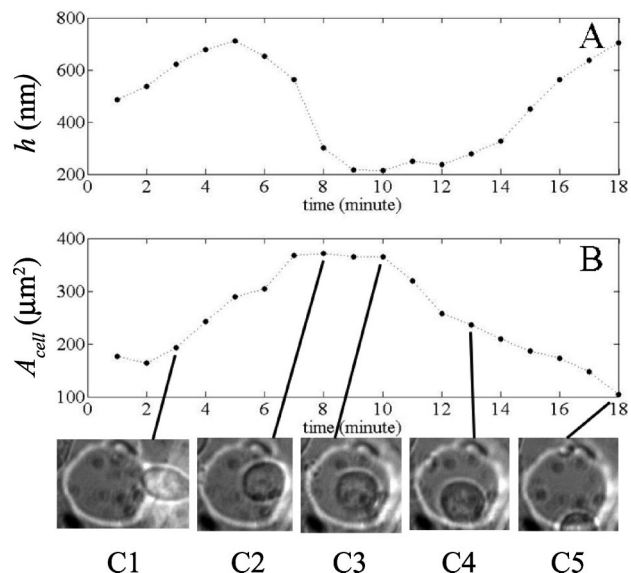 800
A
600
h (nm)
400
200
0 2 4 6 8 10 12 14 16 18
time (minute)
400
B
300
A_cell (μm²)
200
100
0 2 4 6 8 10 12 14 16 18
time (minute)
C1 C2 C3 C4 C5